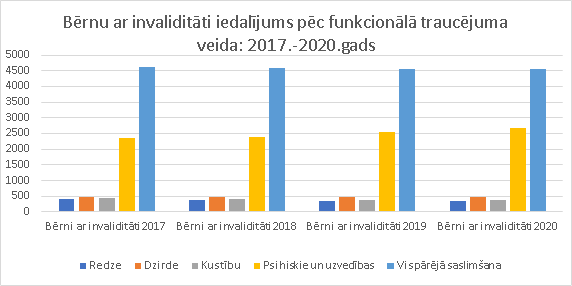 Bērnu ar invaliditāti iedalījums pēc funkcionālā traucējuma
veida: 2017.-2020.gads
5000
4500
4000
3500
3000
2500
2000
1500
1000
500
0
Bērni ar invaliditāti 2017 Bērni ar invaliditāti 2018 Bērni ar invaliditāti 2019 Bērni ar invaliditāti 2020
Redze Dzirde Kustību Psihiskie un uzvedības Vispārējā saslimšana